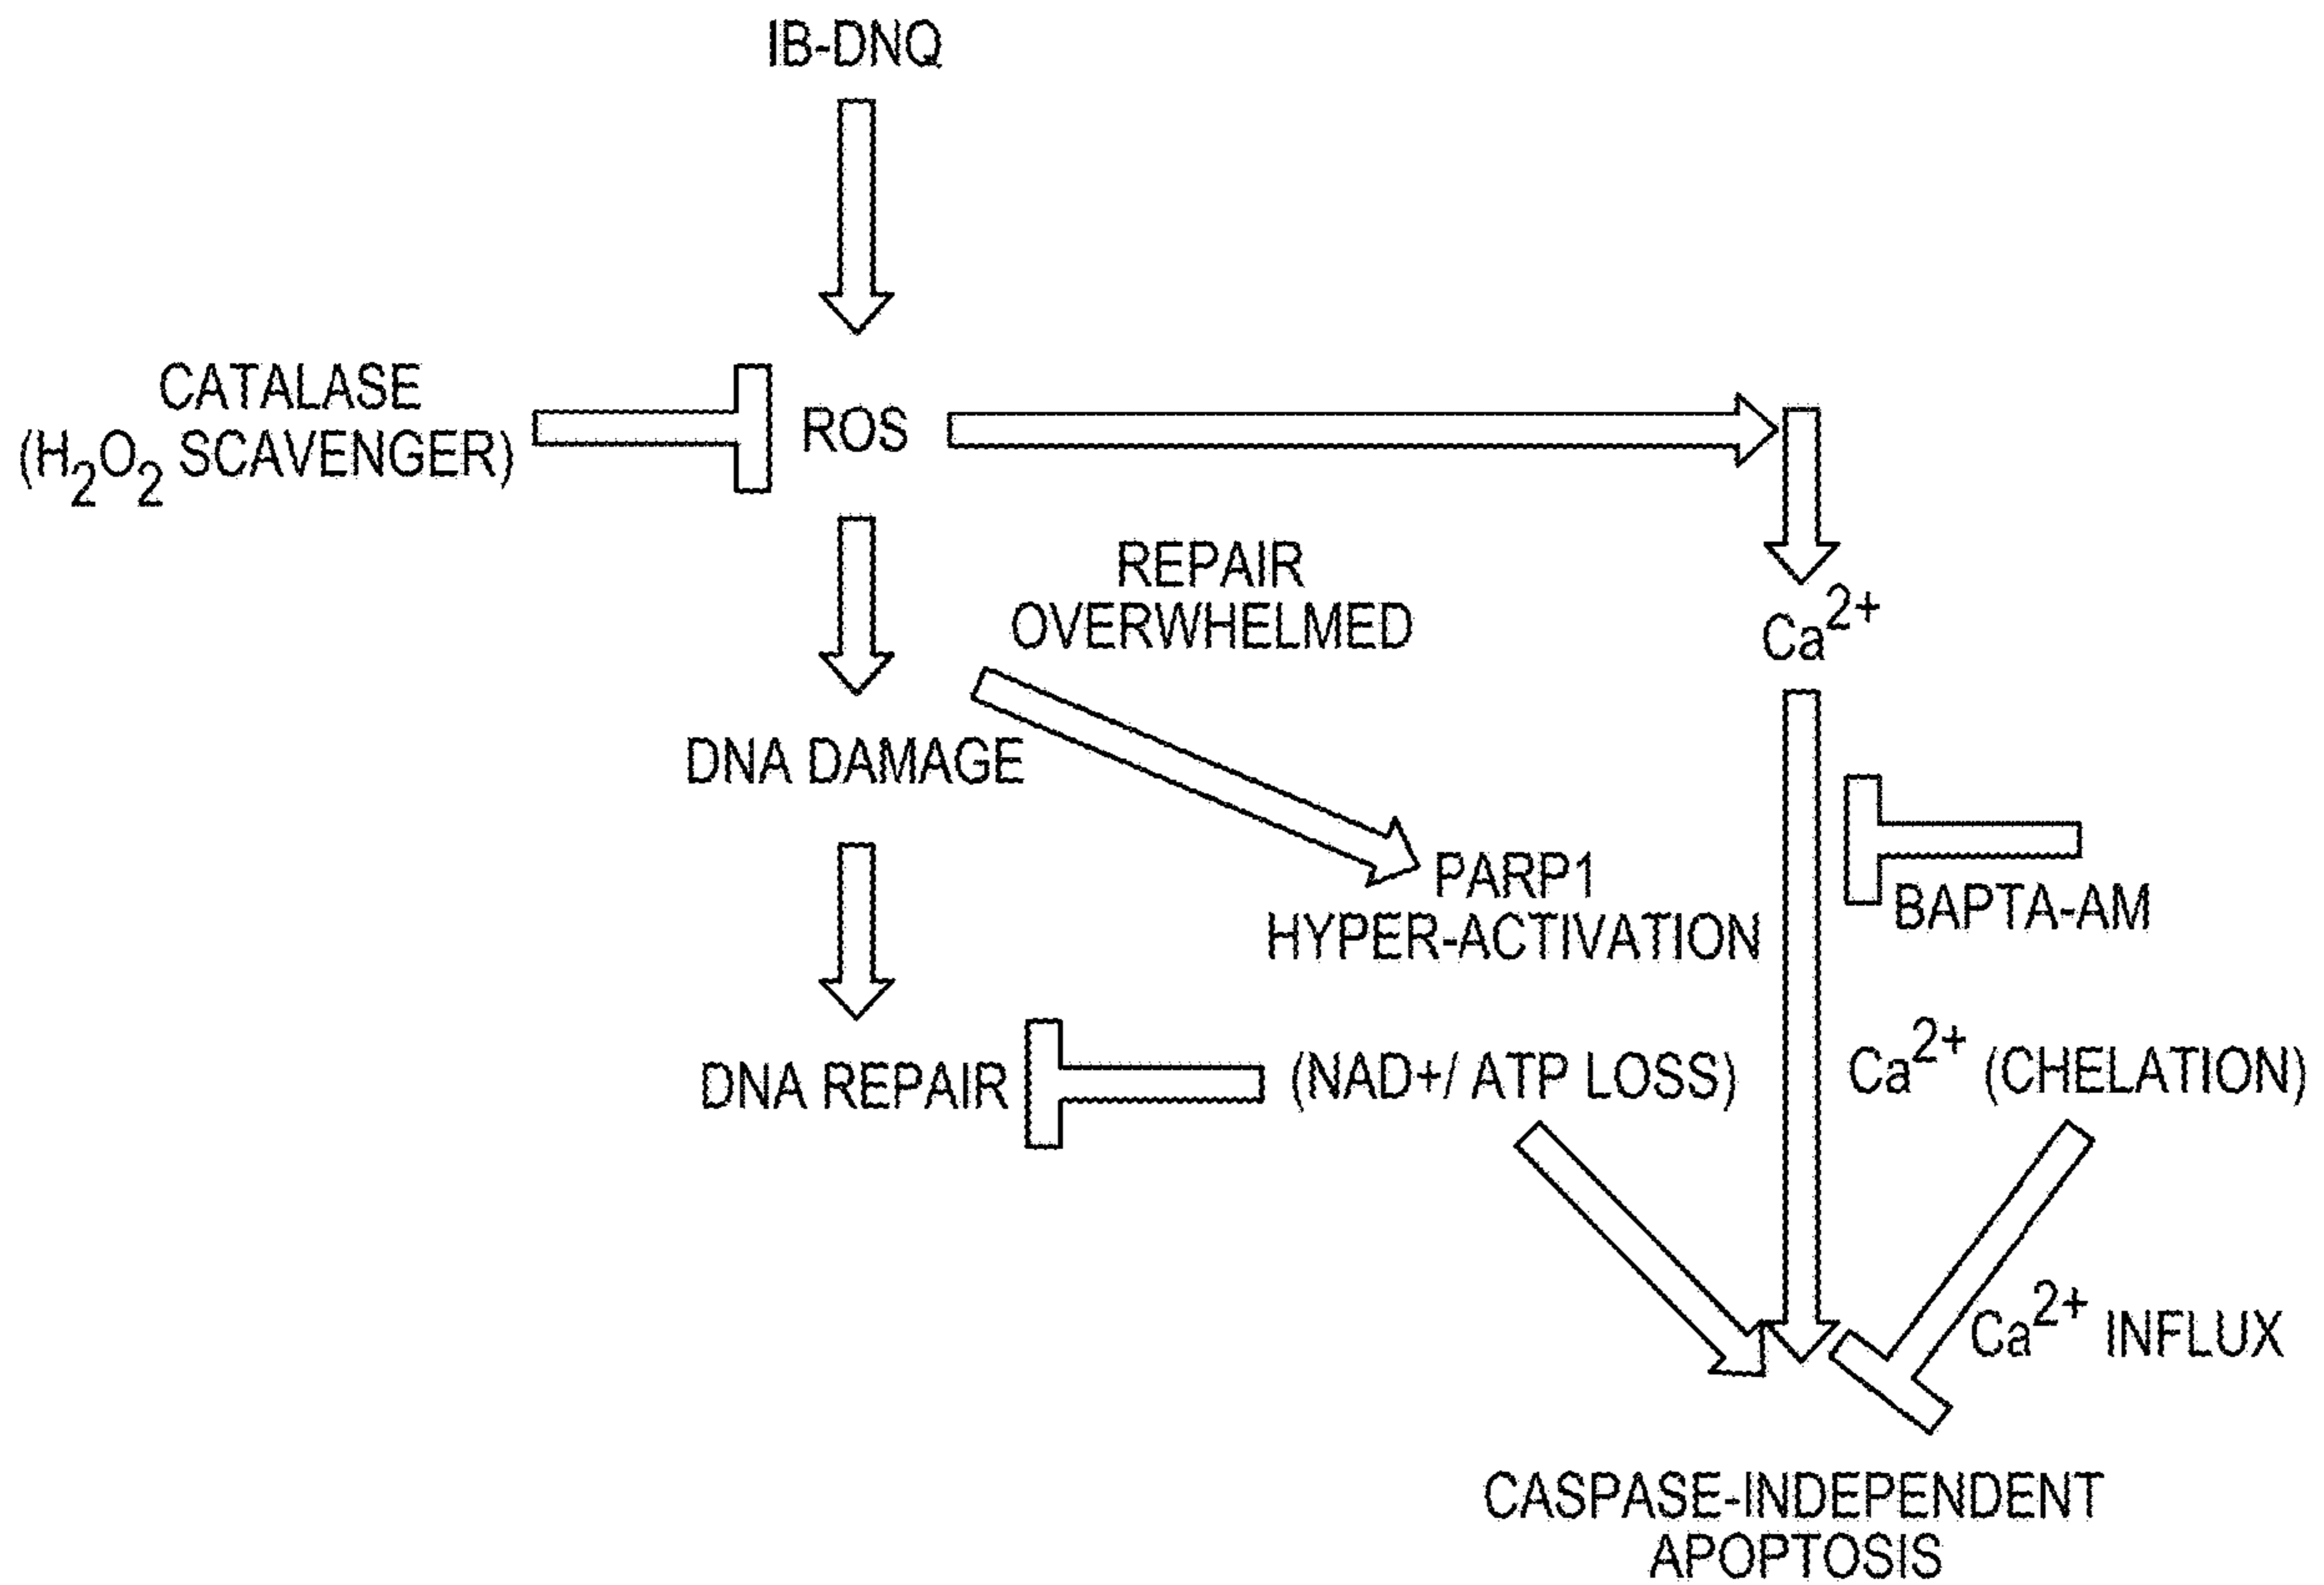 IB-DNQ
CATALASE
(H₂O₂ SCAVENGER)
ROS
REPAIR
OVERWHELMED
Ca²⁺
DNA DAMAGE
PARP1
HYPER-ACTIVATION
BAPTA-AM
DNA REPAIR
(NAD+/ ATP LOSS)
Ca²⁺ (CHELATION)
Ca²⁺ INFLUX
CASPASE-INDEPENDENT
APOPTOSIS